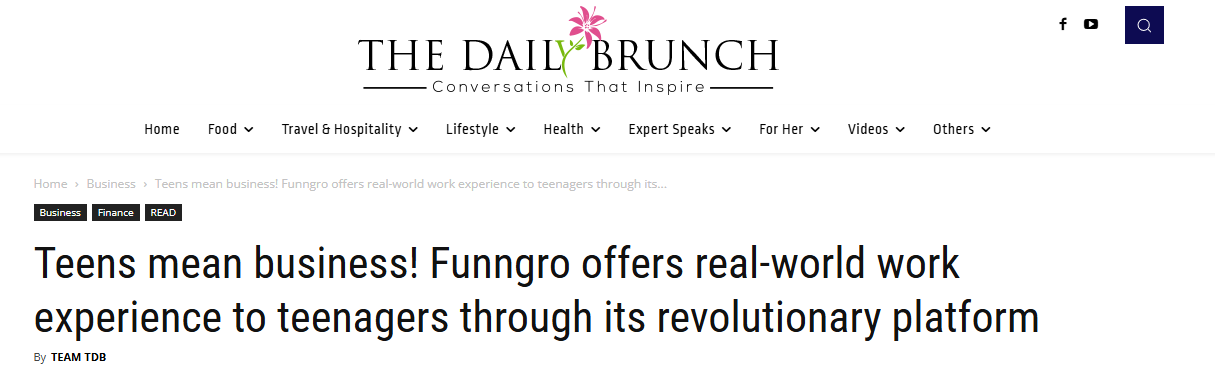 THE DAILY BRUNCH
Conversations That Inspire
Home Food Travel & Hospitality Lifestyle Health Expert Speaks For Her Videos Others
Home › Business › Teens mean business! Funngro offers real-world work experience to teenagers through its...
Business Finance READ
Teens mean business! Funngro offers real-world work
experience to teenagers through its revolutionary platform
By TEAM TDB